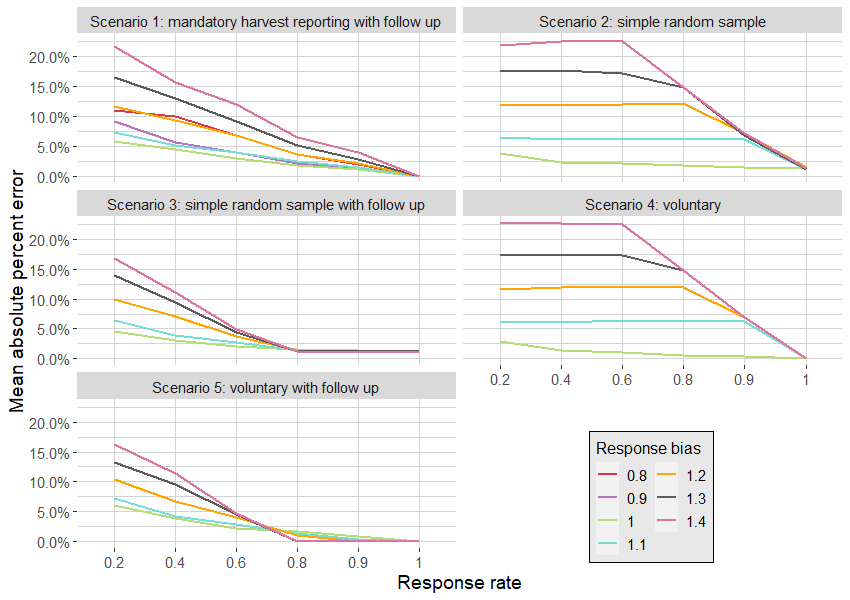 Scenario 1: mandatory harvest reporting with follow up
Scenario 2: simple random sample
20.0%
15.0%
10.0%
5.0%
0.0%
Scenario 3: simple random sample with follow up
Scenario 4: voluntary
20.0%
15.0%
10.0%
5.0%
0.0%
0.2 0.4 0.6 0.8 0.9 1
Scenario 5: voluntary with follow up
20.0%
15.0%
10.0%
5.0%
0.0%
0.2 0.4 0.6 0.8 0.9 1
Mean absolute percent error
Response rate
Response bias
0.8 1.2
0.9 1.3
1 1.4
1.1